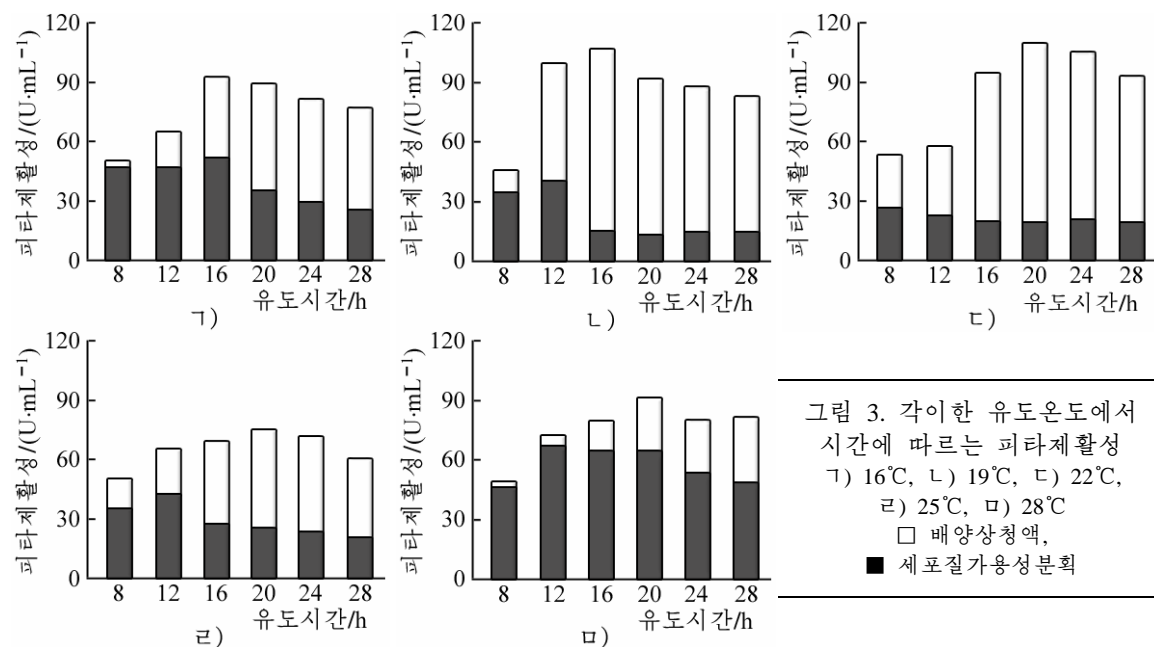 피타제활성/(U·mL⁻¹)
120
90
60
30
0
8 12 16 20 24 28
유도시간/h
ㄱ)
피타제활성/(U·mL⁻¹)
120
90
60
30
0
8 12 16 20 24 28
유도시간/h
ㄴ)
피타제활성/(U·mL⁻¹)
120
90
60
30
0
8 12 16 20 24 28
유도시간/h
ㄷ)
피타제활성/(U·mL⁻¹)
120
90
60
30
0
8 12 16 20 24 28
유도시간/h
ㄹ)
피타제활성/(U·mL⁻¹)
120
90
60
30
0
8 12 16 20 24 28
유도시간/h
ㅁ)
그림 3. 각이한 유도온도에서
시간에 따르는 피타제활성
ㄱ) 16℃, ㄴ) 19℃, ㄷ) 22℃,
ㄹ) 25℃, ㅁ) 28℃
□ 배양상청액,
■ 세포질가용성분획